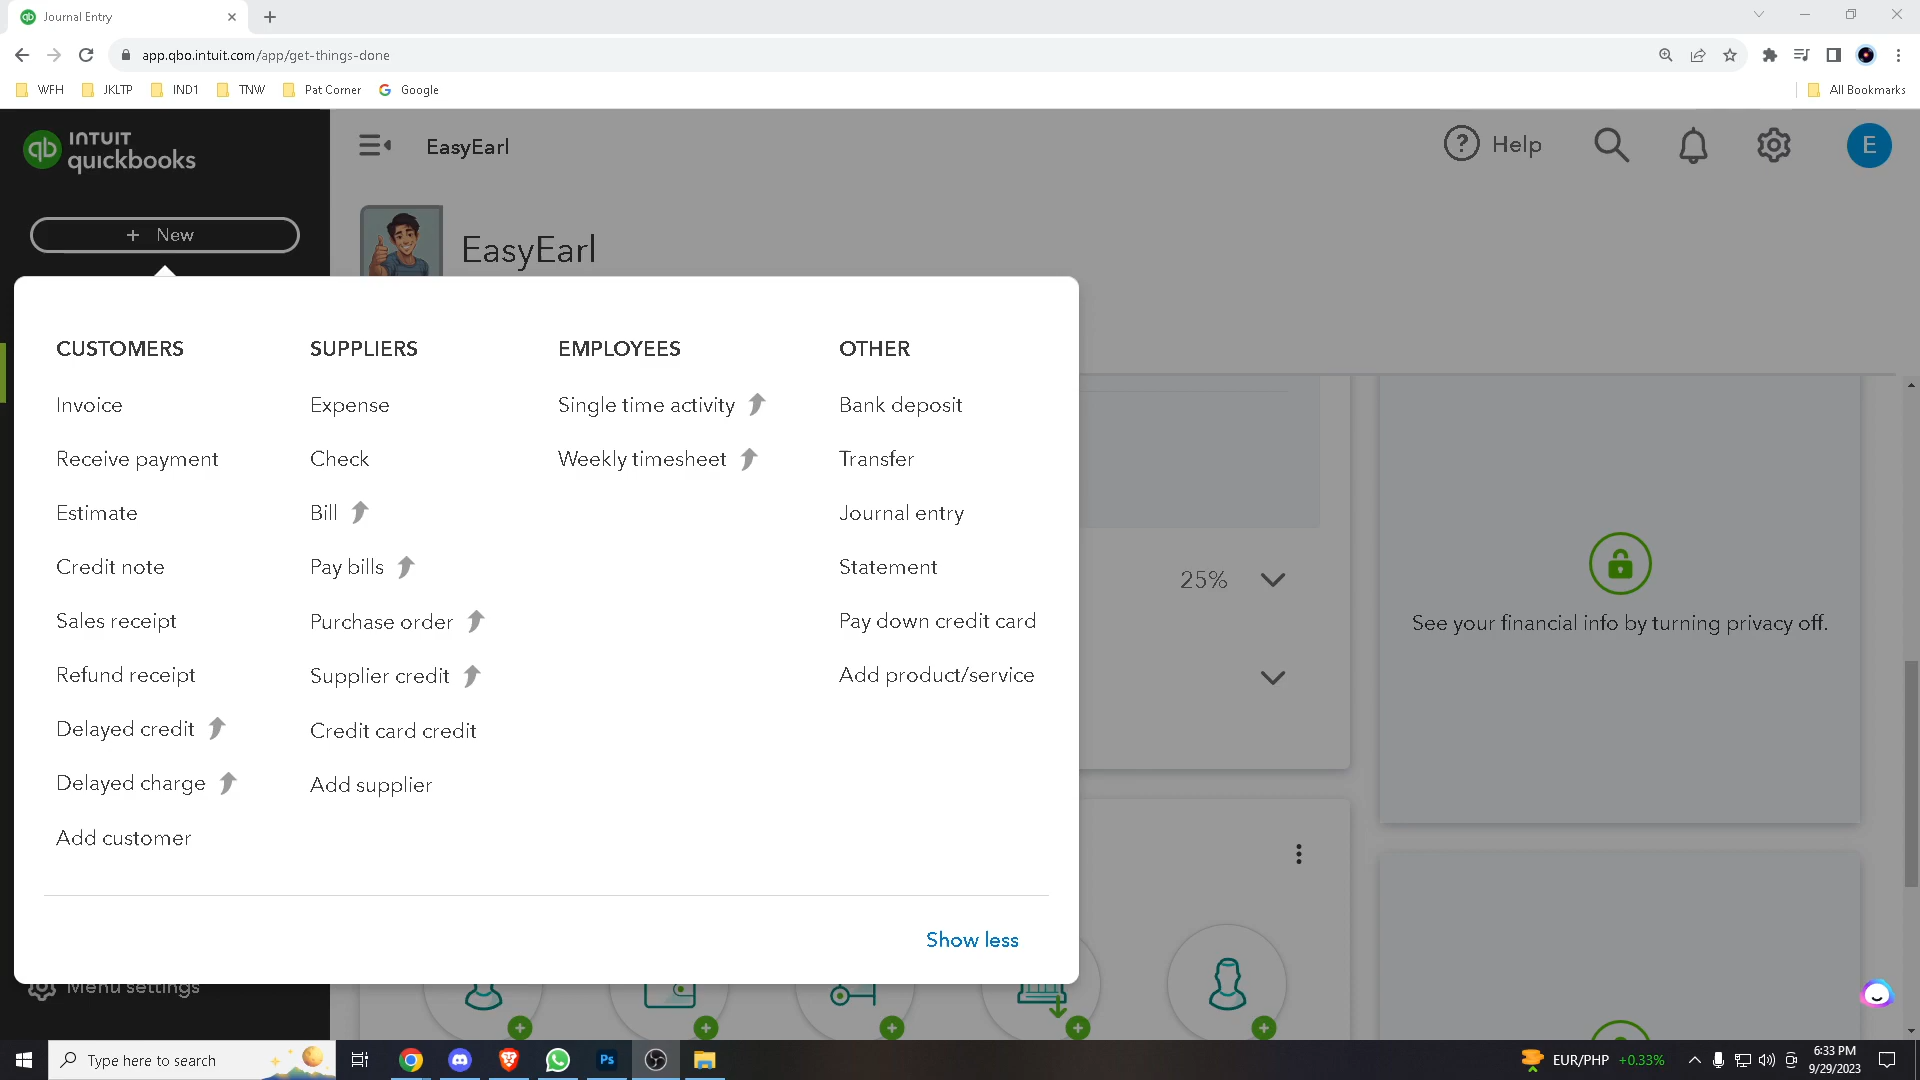 Journal Entry
app.qbo.intuit.com/app/get-things-done
WFH
JKLTP
IND1
TNW
Pat Corner
Google
All Bookmarks
qb INTUIT
quickbooks
EasyEarl
? Help
E
+ New
EasyEarl
CUSTOMERS
Invoice
Receive payment
Estimate
Credit note
Sales receipt
Refund receipt
Delayed credit
Delayed charge
Add customer
SUPPLIERS
Expense
Check
Bill
Pay bills
Purchase order
Supplier credit
Credit card credit
Add supplier
EMPLOYEES
Single time activity
Weekly timesheet
OTHER
Bank deposit
Transfer
Journal entry
Statement
Pay down credit card
Add product/service
Show less
25%
See your financial info by turning privacy off.
Menu settings
Type here to search
Ps
EUR/PHP +0.33%
6:33 PM
9/29/2023